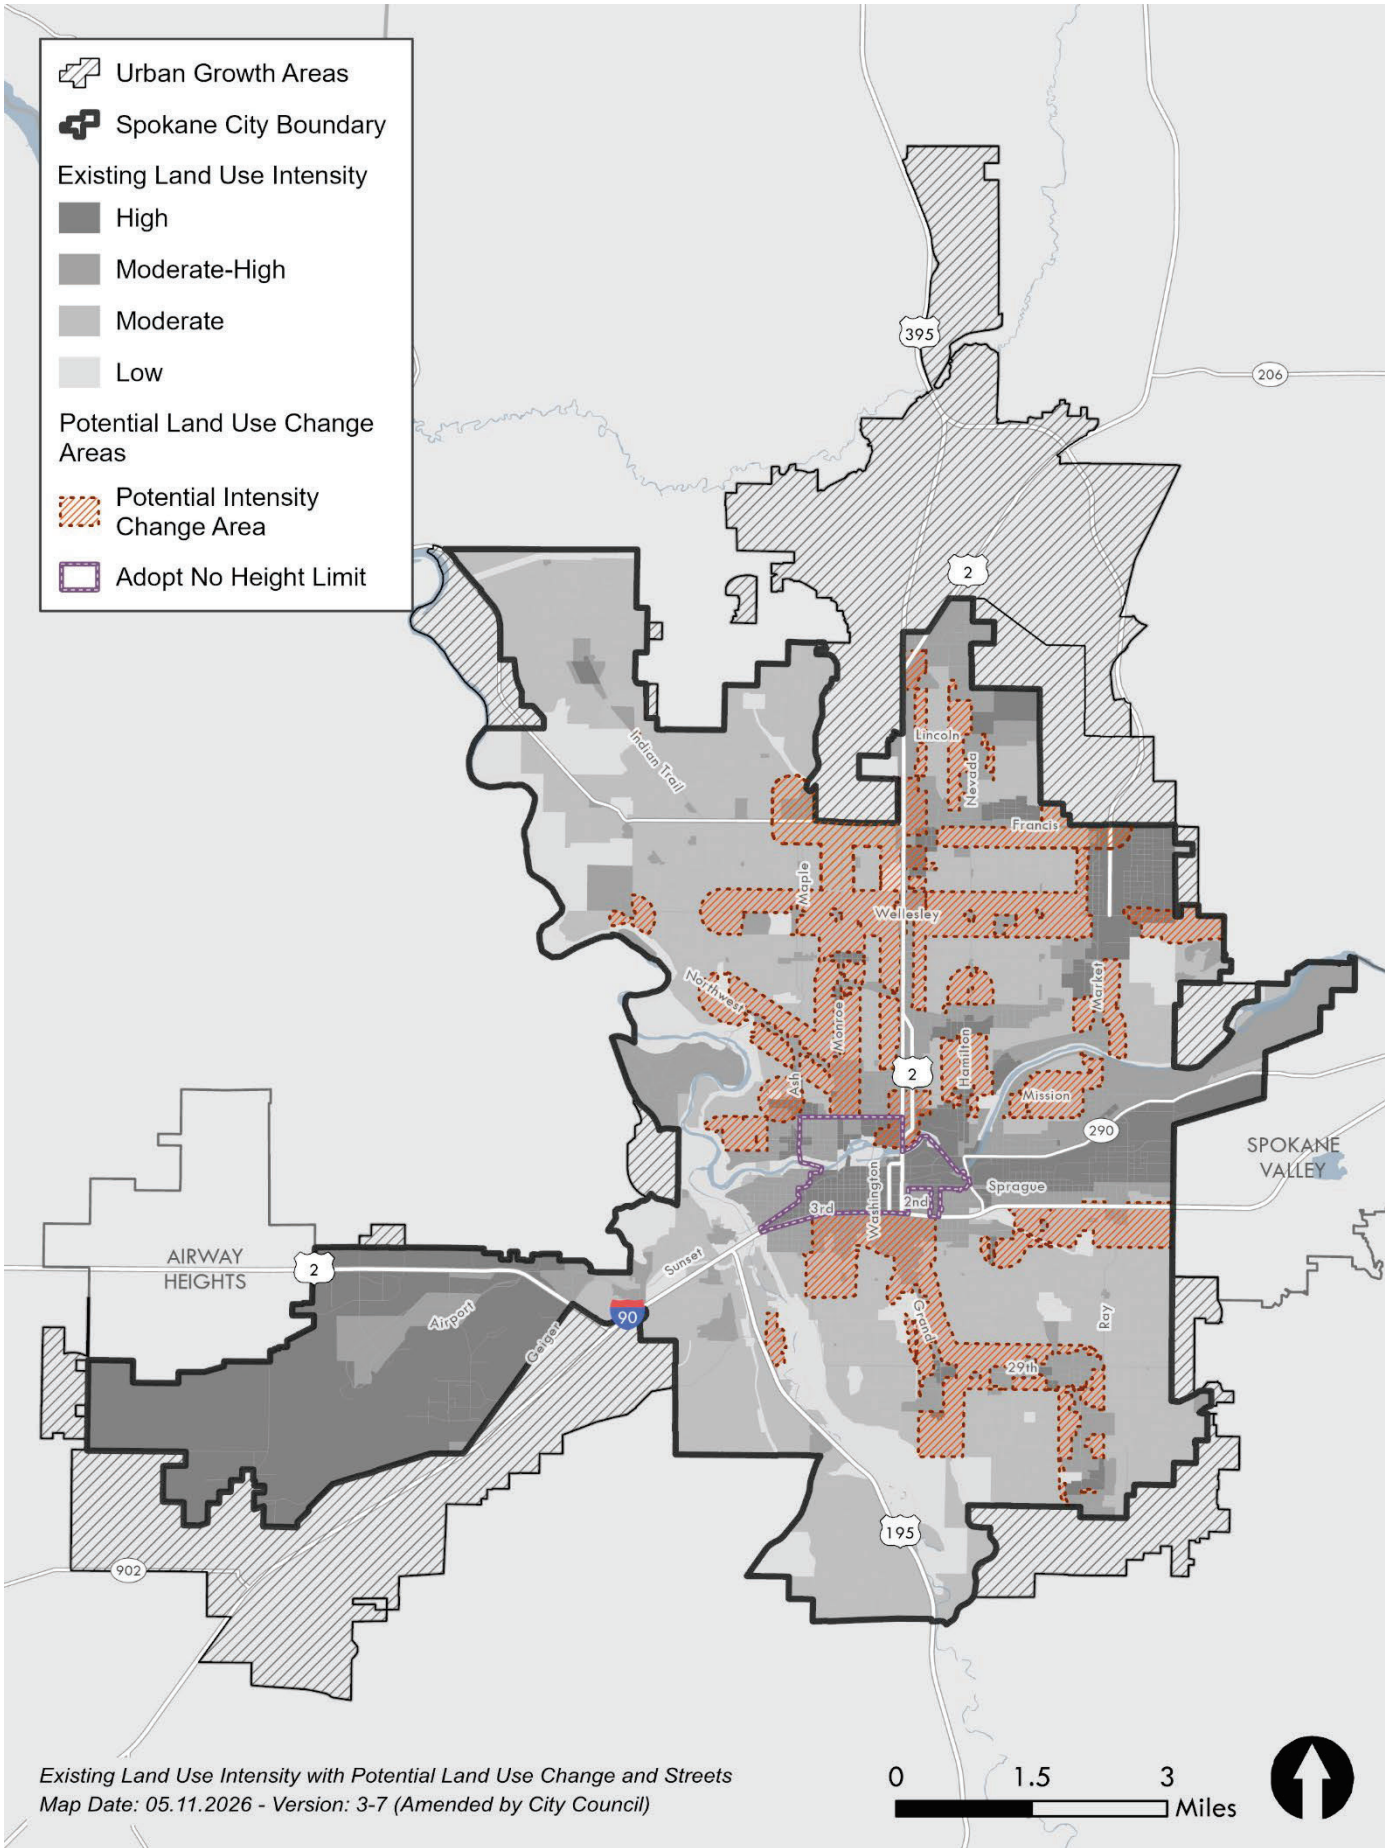 Urban Growth Areas
Spokane City Boundary
Existing Land Use Intensity
High
Moderate-High
Moderate
Low
Potential Land Use Change
Areas
Potential Intensity
Change Area
Adopt No Height Limit
395
206
2
Indian Trail
Lincoln
Nevada
Francis
Maple
Wellesley
Northwest
Monroe
Market
Ash
2
Hamilton
Mission
290
SPOKANE
VALLEY
Washington
3rd
2nd
Sprague
AIRWAY
HEIGHTS
2
Sunset
Airport
Geiger
90
Grand
29th
Ray
195
902
Existing Land Use Intensity with Potential Land Use Change and Streets
Map Date: 05.11.2026 - Version: 3-7 (Amended by City Council)
0 1.5 3
Miles